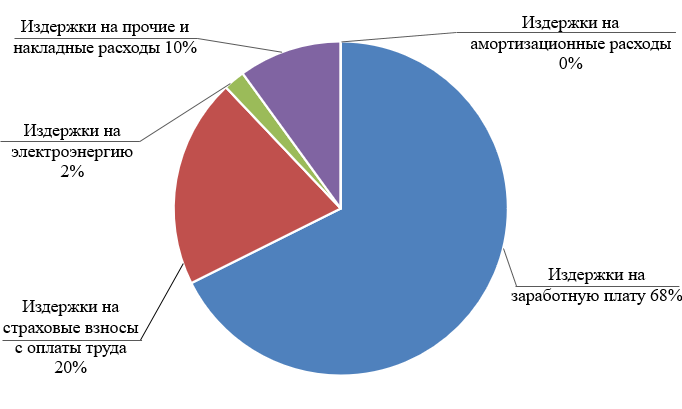 Издержки на прочие и
накладные расходы 10%
Издержки на
амортизационные расходы
0%
Издержки на
электроэнергию
2%
Издержки на
заработную плату 68%
Издержки на
страховые взносы
с оплаты труда
20%